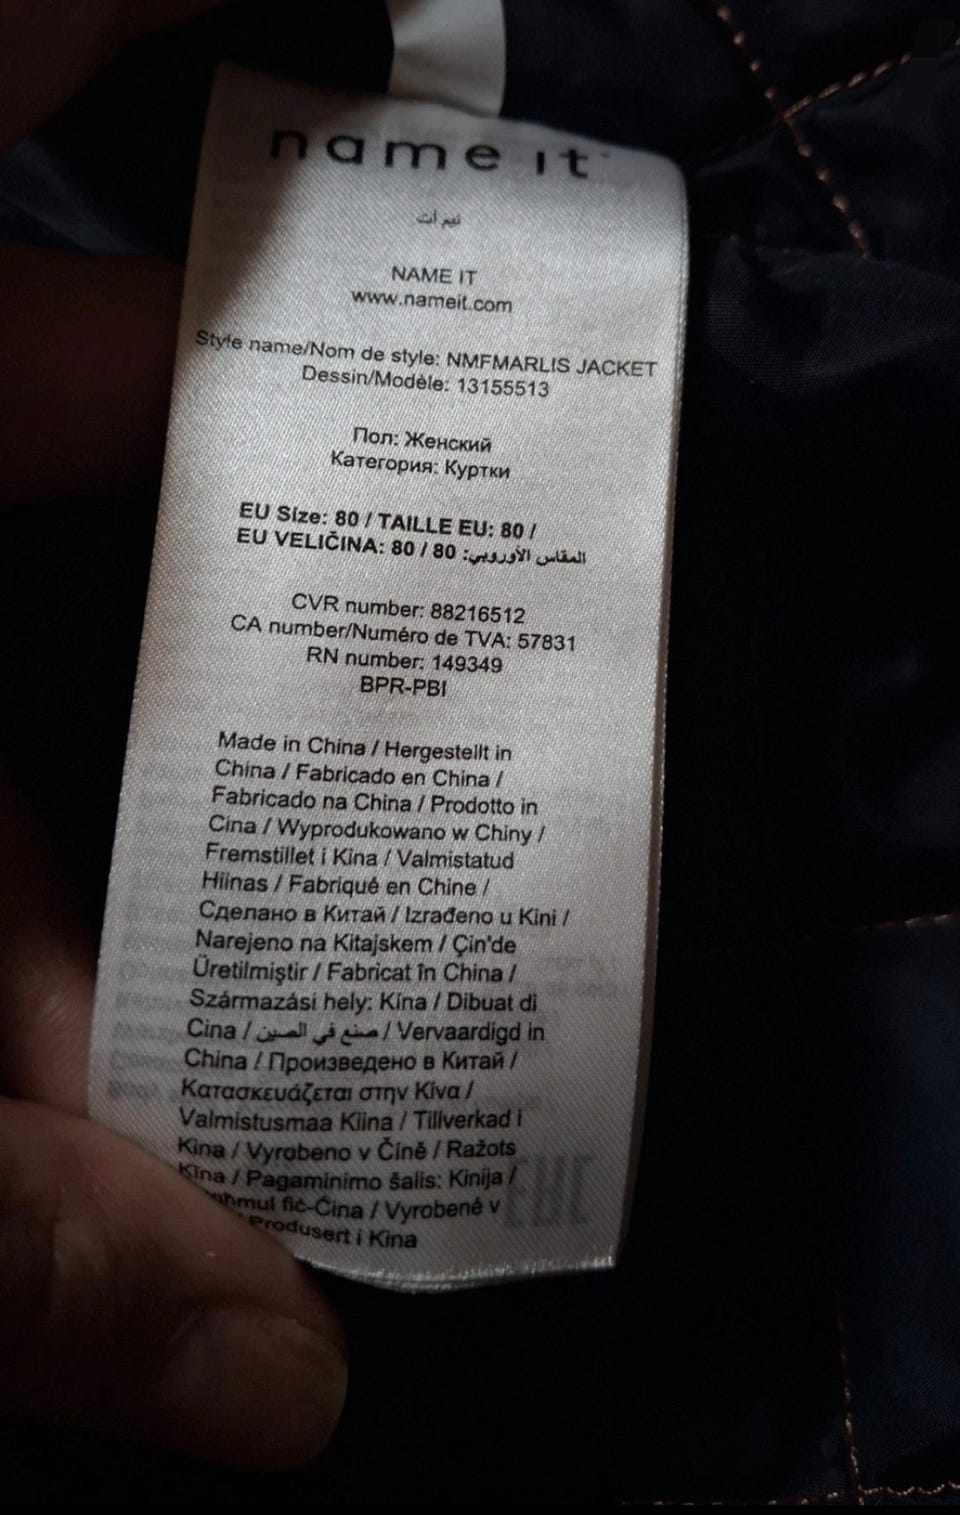 name it
نيم ات
NAME IT
www.nameit.com
Style name/Nom de style: NMFMARLIS JACKET
Dessin/Modèle: 13155513
Пол: Женский
Категория: Куртки
EU Size: 80 / TAILLE EU: 80 /
EU VELIČINA: 80 / 80 :المقاس الأوروبي
CVR number: 88216512
CA number/Numéro de TVA: 57831
RN number: 149349
BPR-PBI
Made in China / Hergestellt in
China / Fabricado en China /
Fabricado na China / Prodotto in
Cina / Wyprodukowano w Chiny /
Fremstillet i Kina / Valmistatud
Hiinas / Fabriqué en Chine /
Сделано в Китай / Izrađeno u Kini /
Narejeno na Kitajskem / Çin'de
Üretilmiştir / Fabricat în China /
Származási hely: Kína / Dibuat di
Cina / صنع في الصين / Vervaardigd in
China / Произведено в Китай /
Κατασκευάζεται στην Κίνα /
Valmistusmaa Kiina / Tillverkad i
Kina / Vyrobeno v Číně / Ražots
Ķīna / Pagaminimo šalis: Kinija /
fiċ-Ċina / Vyrobené v
Produsert i Kina
EAC